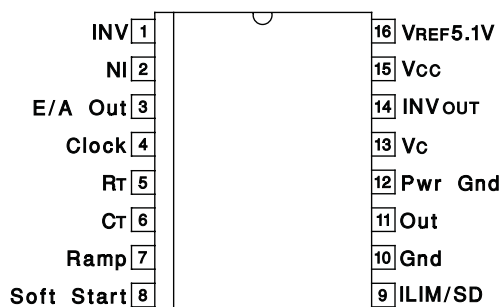 INV 1 16 VREF5.1V
NI 2 15 VCC
E/A Out 3 14 INVOUT
Clock 4 13 VC
RT 5 12 Pwr Gnd
CT 6 11 Out
Ramp 7 10 Gnd
Soft Start 8 9 ILIM/SD